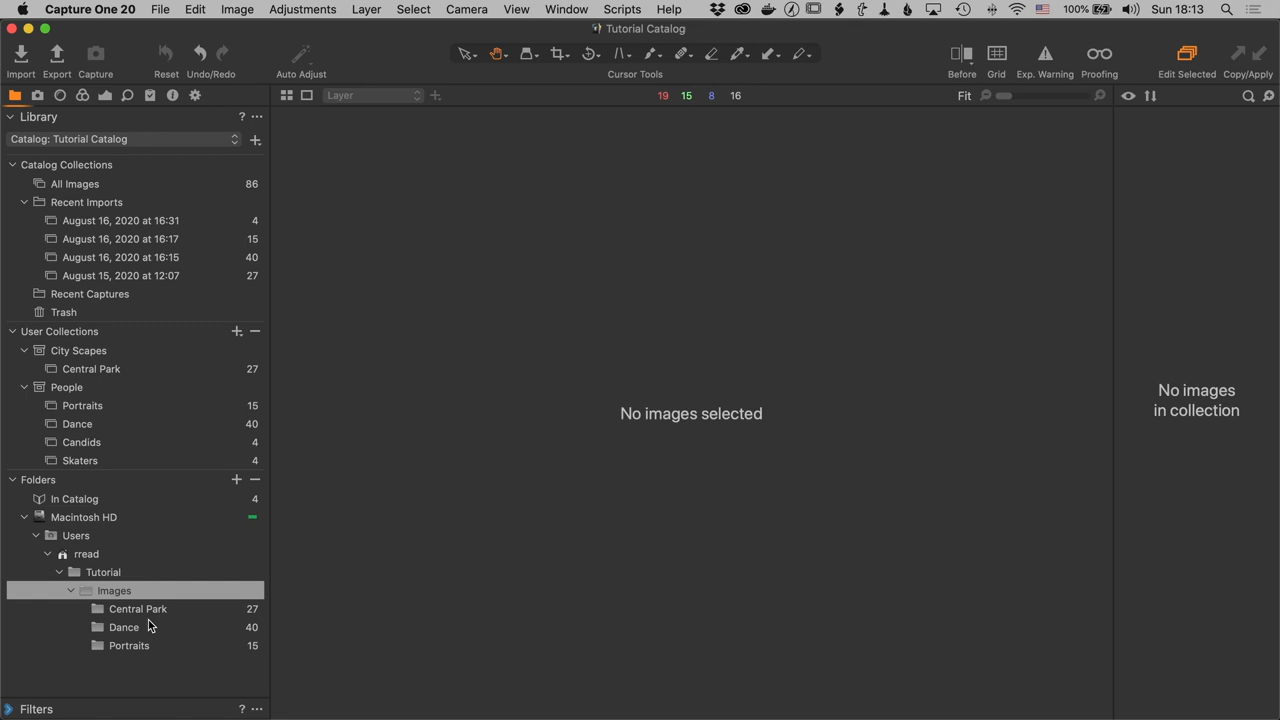 Capture One 20 File Edit Image Adjustments Layer Select Camera View Window Scripts Help 100% Sun 18:13
Tutorial Catalog
Import Export Capture Reset Undo/Redo Auto Adjust Cursor Tools Before Grid Exp. Warning Proofing Edit Selected Copy/Apply
Layer 19 15 8 16 Fit
Library ? ...
Catalog: Tutorial Catalog
Catalog Collections
All Images 86
Recent Imports
August 16, 2020 at 16:31 4
August 16, 2020 at 16:17 15
August 16, 2020 at 16:15 40
August 15, 2020 at 12:07 27
Recent Captures
Trash
User Collections
City Scapes
Central Park 27
People
Portraits 15
Dance 40
Candids 4
Skaters 4
Folders
In Catalog 4
Macintosh HD
Users
rread
Tutorial
Images
Central Park 27
Dance 40
Portraits 15
Filters ? ...
No images selected
No images
in collection